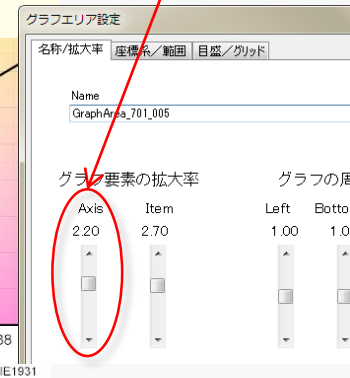 グラフエリア設定
名称/拡大率 座標系／範囲 目盛／グリッド
Name
GraphArea_701_005
グラフ要素の拡大率 グラフの周
Axis Item Left Botto
2.20 2.70 1.00 1.0
38
IE1931